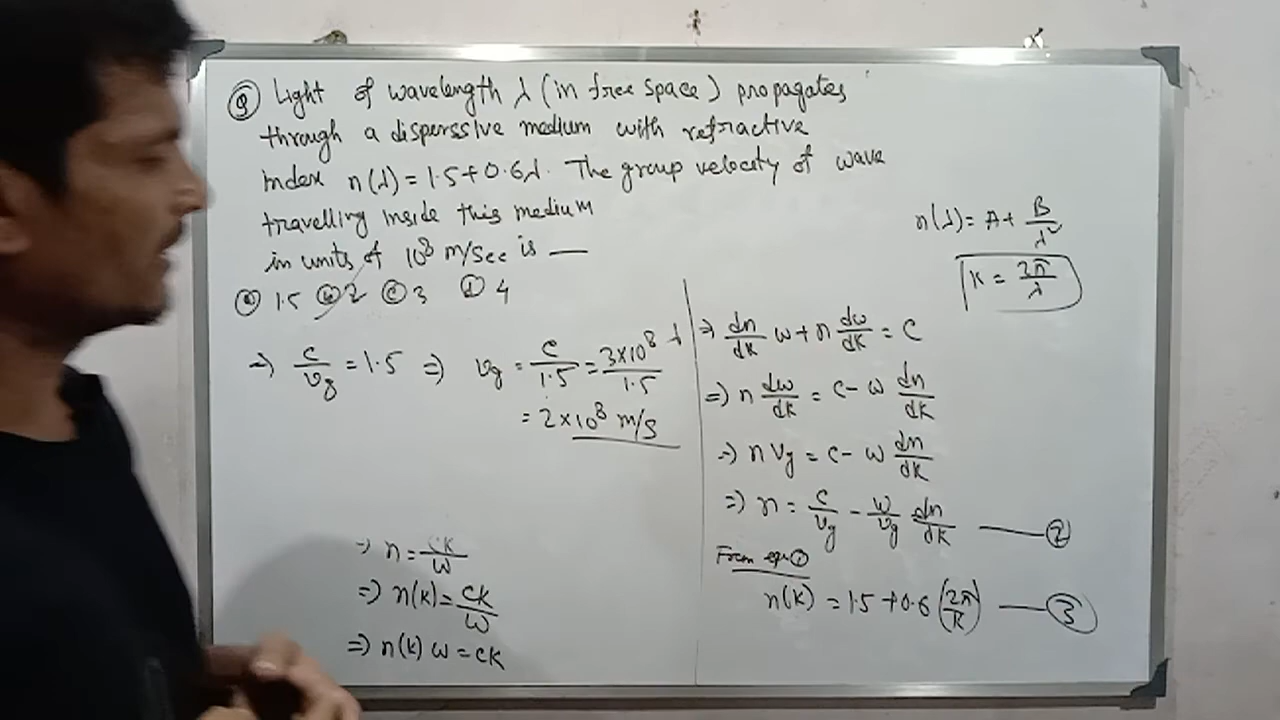 Q Light of wavelength λ (in free space) propagates
through a disperssive medium with refractive
index n(λ) = 1.5+0.6λ. The group velocity of wave
travelling inside this medium
in units of 10⁸ m/sec is —
a 1.5 b 2 c 3 d 4
⇒ c/vg = 1.5 ⇒ vg = c/1.5 = 3×10⁸/1.5
= 2×10⁸ m/s
⇒ n = ck/ω
⇒ n(k) = ck/ω
⇒ n(k) ω = ck
n(λ) = A + B/λ²
K = 2π/λ
⇒ dn/dk ω + n dω/dk = c
⇒ n dω/dk = c - ω dn/dk
⇒ n vg = c - ω dn/dk
⇒ n = c/vg - ω/vg dn/dk — 2
From eqn 1
n(k) = 1.5 + 0.6 (2π/k) — 3